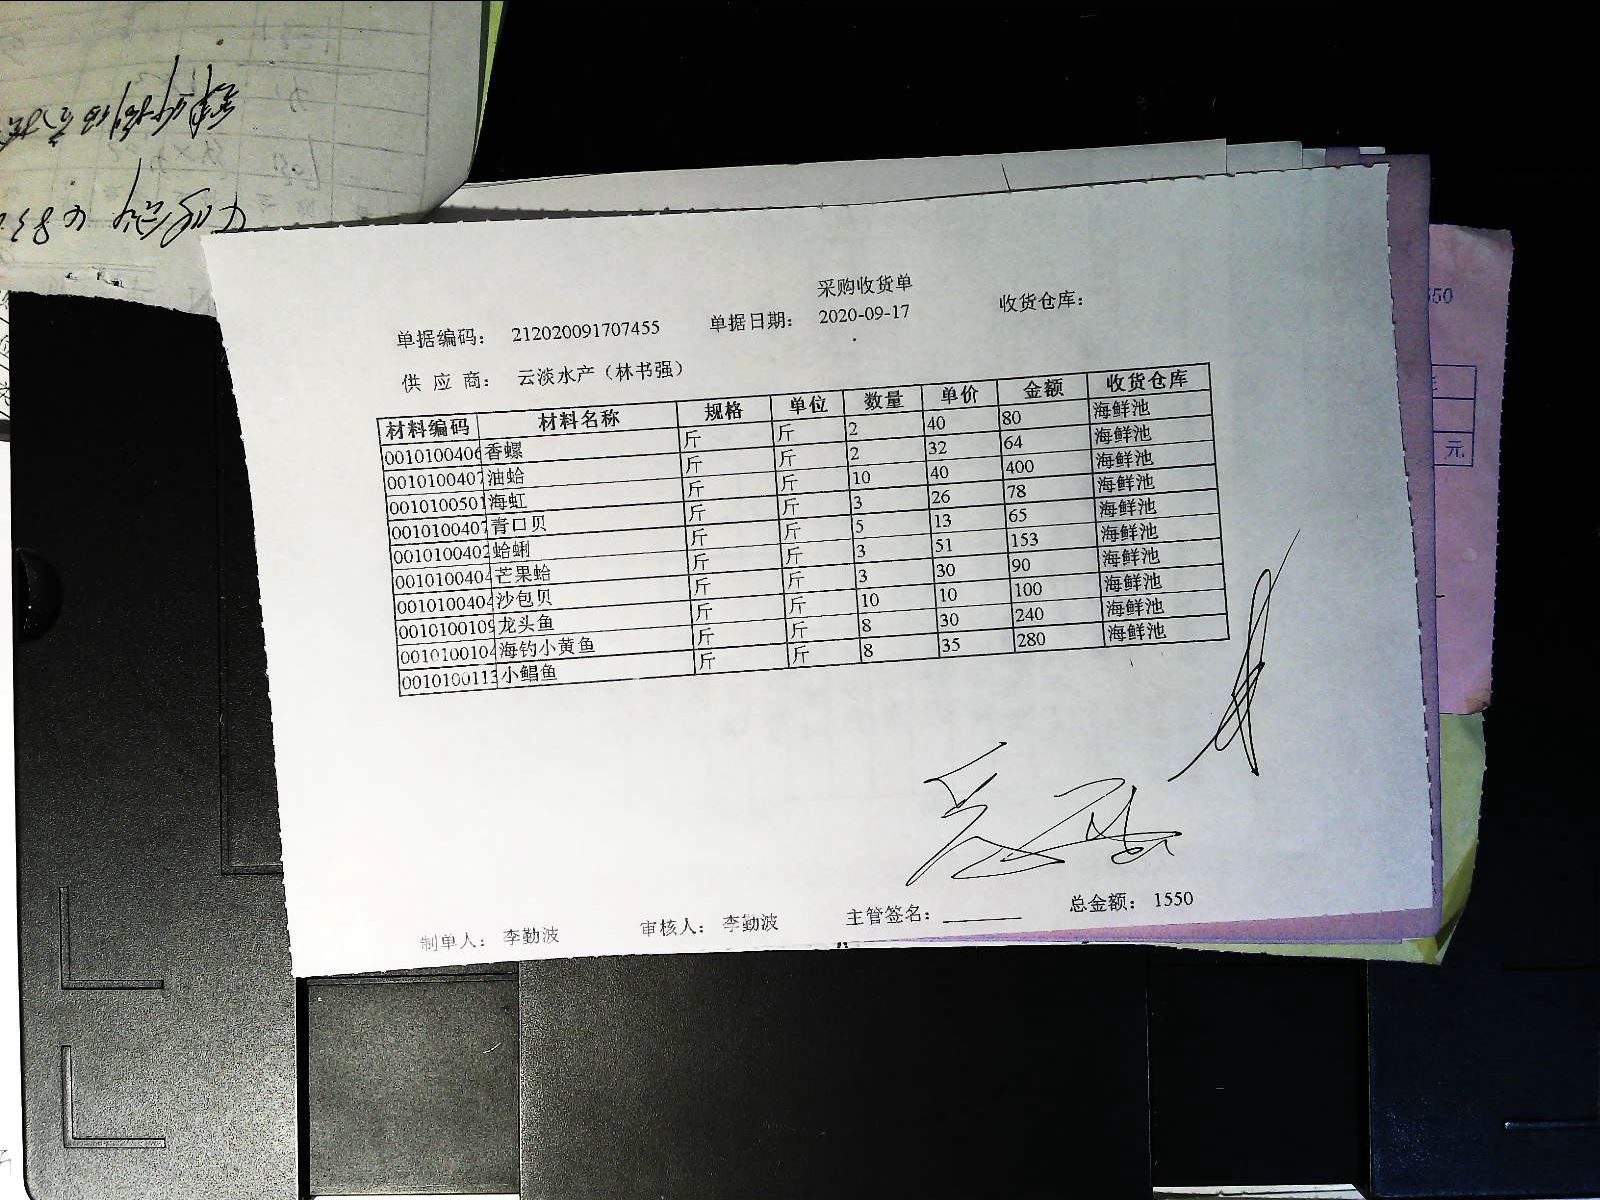 采购收货单
单据编码： 212020091707455 单据日期： 2020-09-17 收货仓库：
供 应 商： 云淡水产（林书强）
材料编码 材料名称 规格 单位 数量 单价 金额 收货仓库
0010100406 香螺 斤 斤 2 40 80 海鲜池
0010100407 油蛤 斤 斤 2 32 64 海鲜池
0010100501 海虹 斤 斤 10 40 400 海鲜池
0010100407 青口贝 斤 斤 3 26 78 海鲜池
0010100402 蛤蜊 斤 斤 5 13 65 海鲜池
0010100404 芒果蛤 斤 斤 3 51 153 海鲜池
0010100404 沙包贝 斤 斤 3 30 90 海鲜池
0010100109 龙头鱼 斤 斤 10 10 100 海鲜池
0010100104 海钓小黄鱼 斤 斤 8 30 240 海鲜池
0010100113 小鲳鱼 斤 斤 8 35 280 海鲜池
制单人： 李勤波 审核人： 李勤波 主管签名： 总金额： 1550
550
元